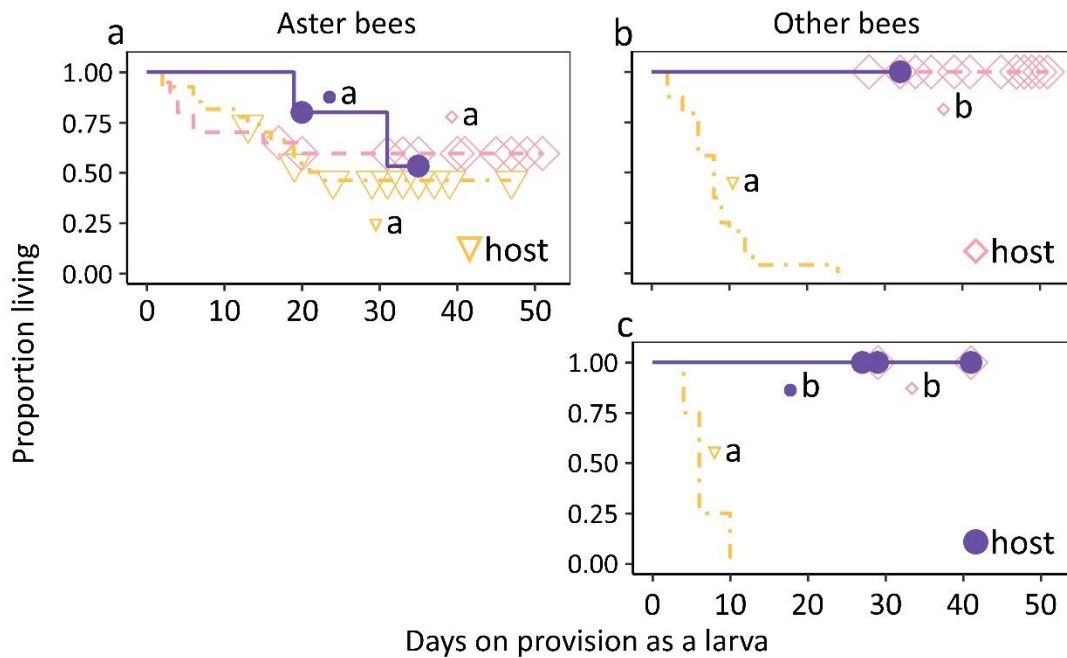 Aster bees
Other bees
a
b
1.00
0.75
0.50
0.25
0.00
a
a
a
host
b
a
host
0 10 20 30 40 50
c
1.00
0.75
0.50
0.25
0.00
b
b
a
host
0 10 20 30 40 50
Proportion living
Days on provision as a larva